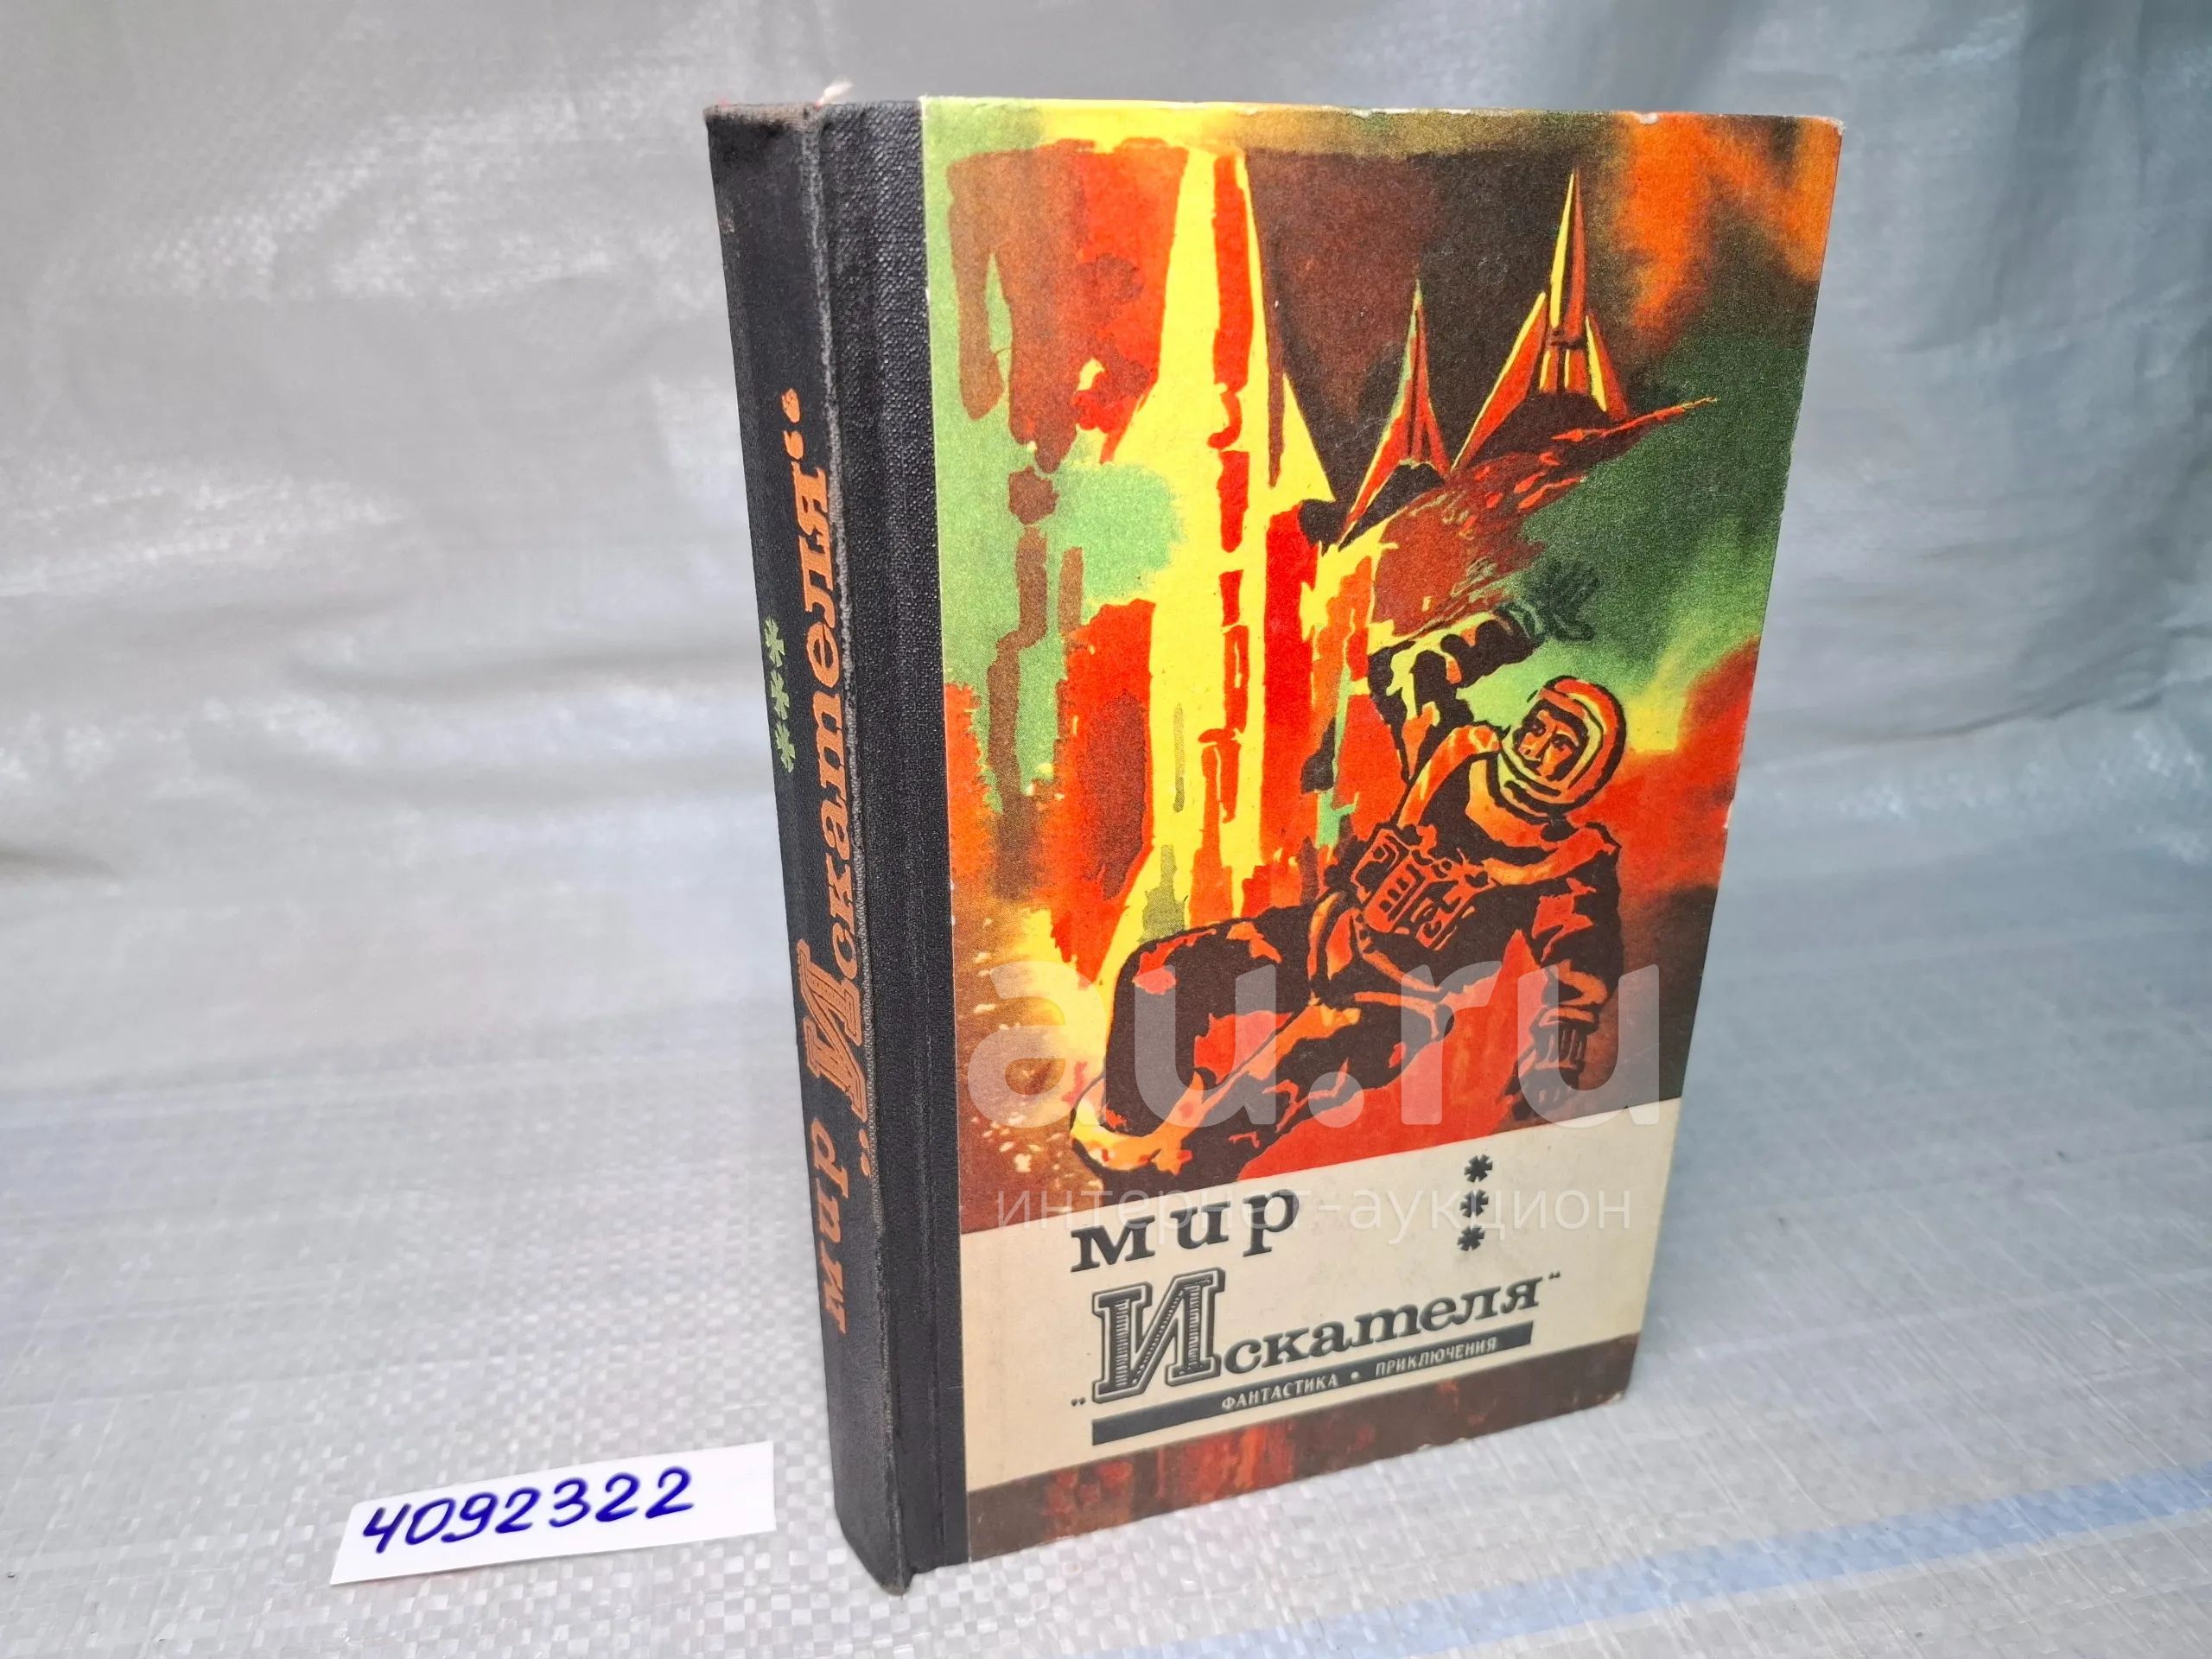 мир „Искателя“
***
мир
***
„Искателя“
ФАНТАСТИКА • ПРИКЛЮЧЕНИЯ
au.ru
интернет-аукцион
4092322